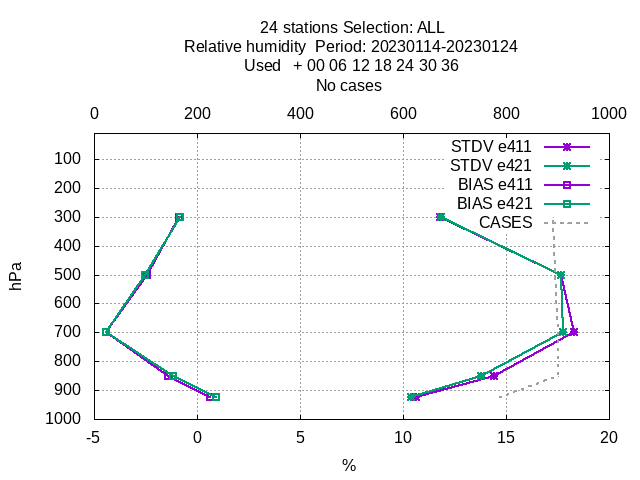 24 stations Selection: ALL
Relative humidity  Period: 20230114-20230124
Used   + 00 06 12 18 24 30 36
No cases
0 200 400 600 800 1000
STDV e411
STDV e421
BIAS e411
BIAS e421
CASES
100
200
300
400
500
600
700
800
900
1000
hPa
-5 0 5 10 15 20
%